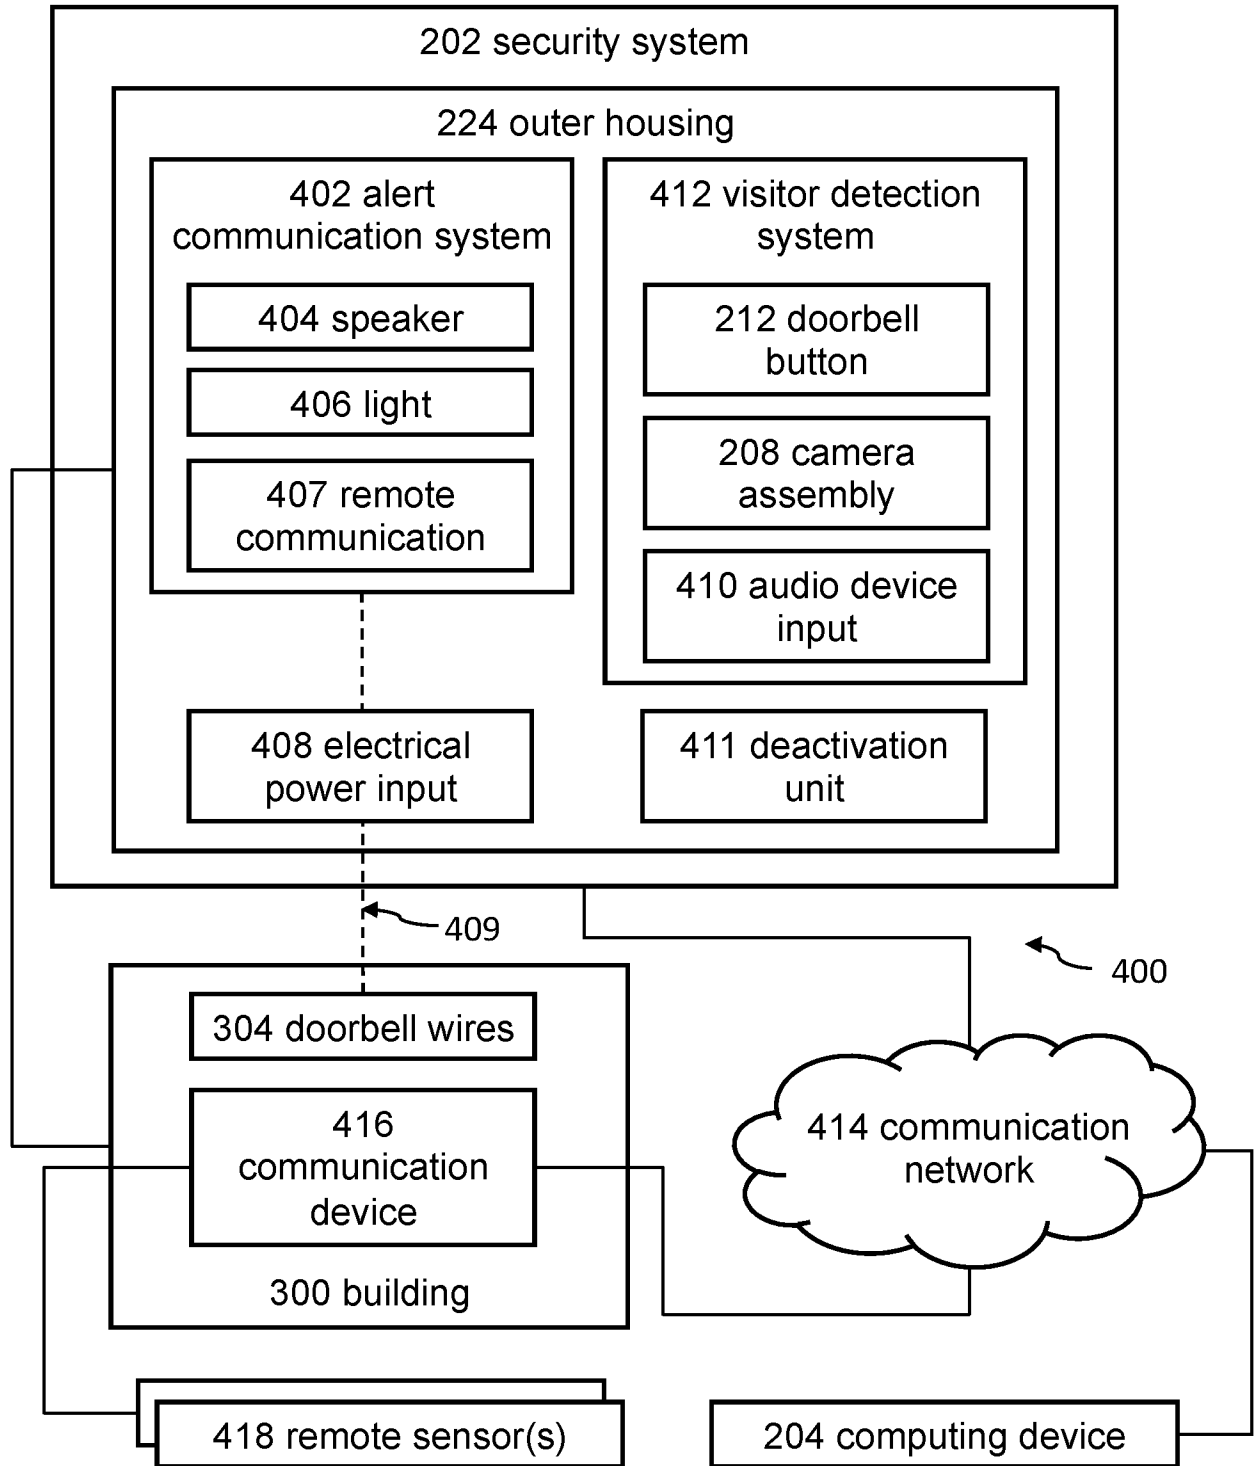 202 security system
224 outer housing
402 alert
communication system
404 speaker
406 light
407 remote
communication
412 visitor detection
system
212 doorbell
button
208 camera
assembly
410 audio device
input
408 electrical
power input
411 deactivation
unit
409
400
304 doorbell wires
416
communication
device
300 building
414 communication
network
418 remote sensor(s)
204 computing device